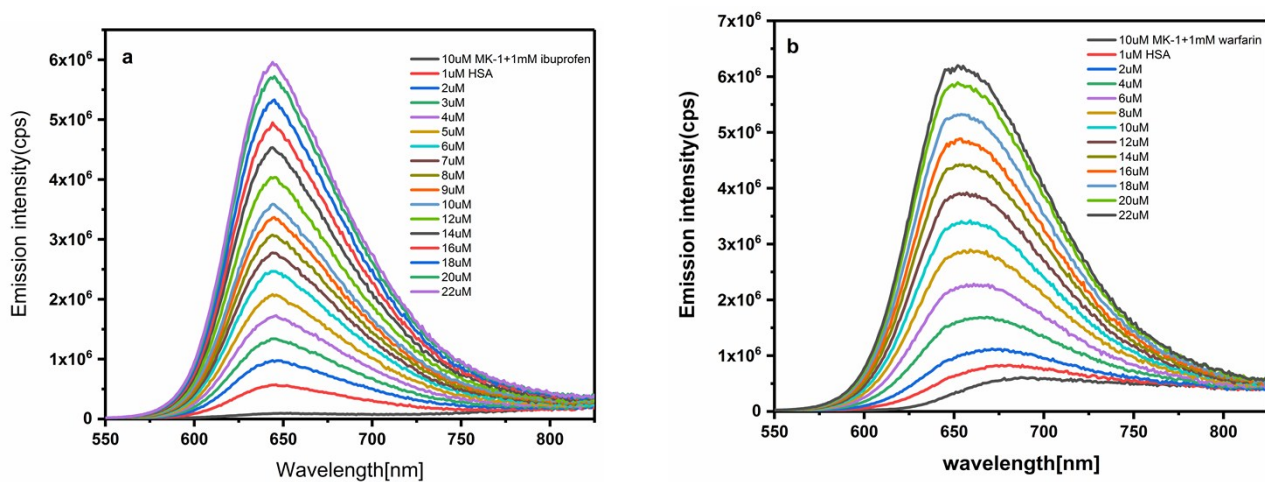 a
6x10⁶
5x10⁶
4x10⁶
3x10⁶
2x10⁶
1x10⁶
0
Emission intensity(cps)
550
600
650
700
750
800
Wavelength[nm]
10uM MK-1+1mM ibuprofen
1uM HSA
2uM
3uM
4uM
5uM
6uM
7uM
8uM
9uM
10uM
12uM
14uM
16uM
18uM
20uM
22uM
b
7x10⁶
6x10⁶
5x10⁶
4x10⁶
3x10⁶
2x10⁶
1x10⁶
0
Emission intensity(cps)
550
600
650
700
750
800
wavelength[nm]
10uM MK-1+1mM warfarin
1uM HSA
2uM
4uM
6uM
8uM
10uM
12uM
14uM
16uM
18uM
20uM
22uM